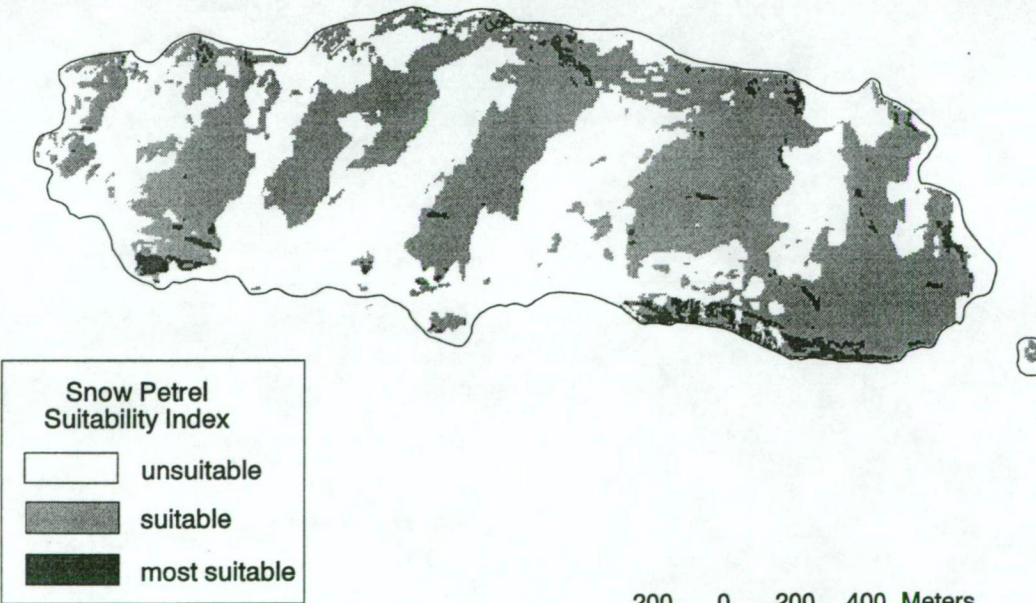 Snow Petrel
Suitability Index
unsuitable
suitable
most suitable
200 0 200 400 Meters